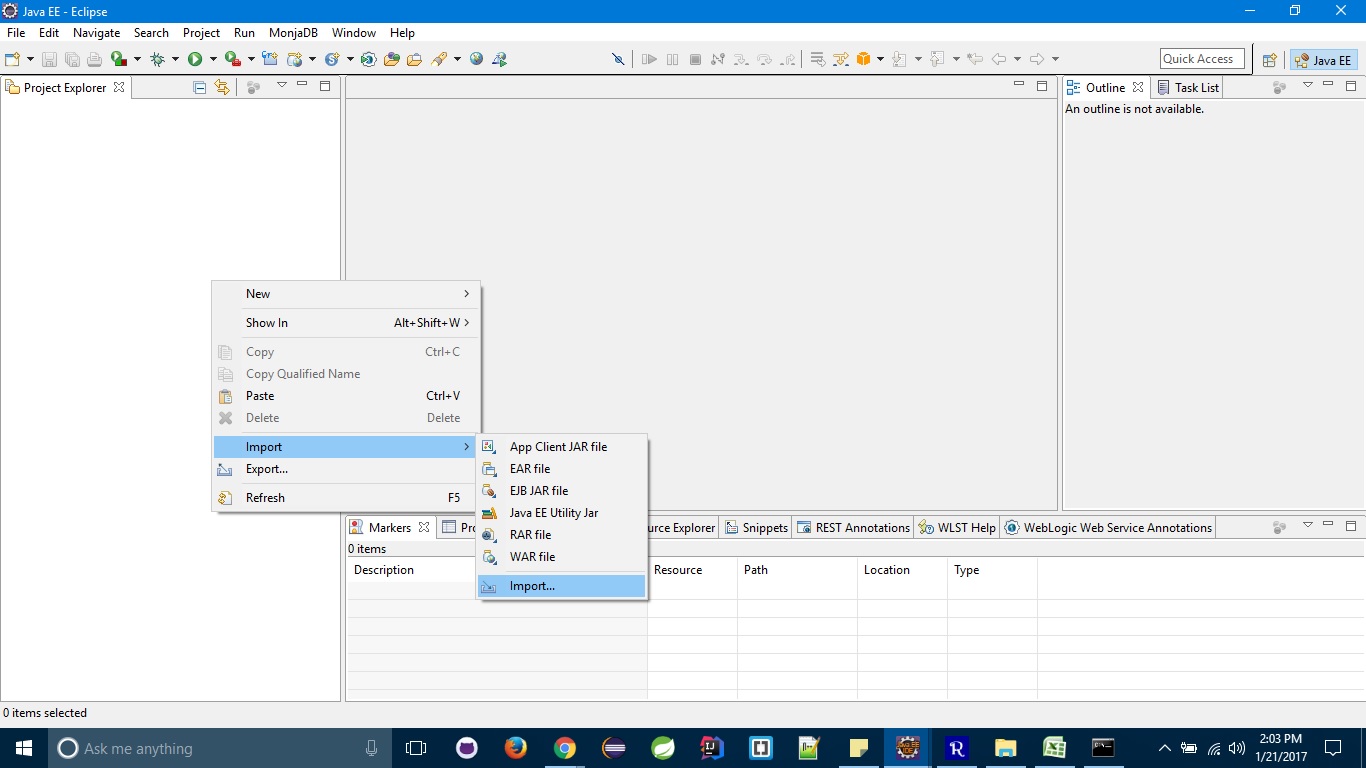 Java EE - Eclipse
File Edit Navigate Search Project Run MonjaDB Window Help
Quick Access Java EE
Project Explorer
Outline Task List
An outline is not available.
New
Show In Alt+Shift+W
Copy Ctrl+C
Copy Qualified Name
Paste Ctrl+V
Delete Delete
Import
Export...
Refresh F5
App Client JAR file
EAR file
EJB JAR file
Java EE Utility Jar
RAR file
WAR file
Import...
Markers Explorer Snippets REST Annotations WLST Help WebLogic Web Service Annotations
0 items
Description Resource Path Location Type
0 items selected
Ask me anything
2:03 PM
1/21/2017